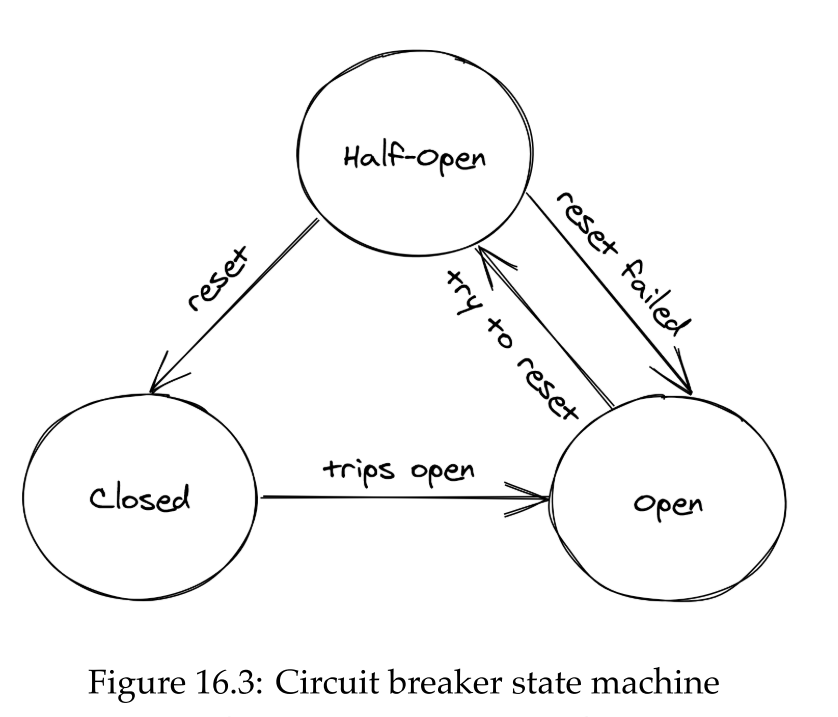 Half-Open
reset
reset failed
try to reset
trips open
Closed
Open
Figure 16.3: Circuit breaker state machine